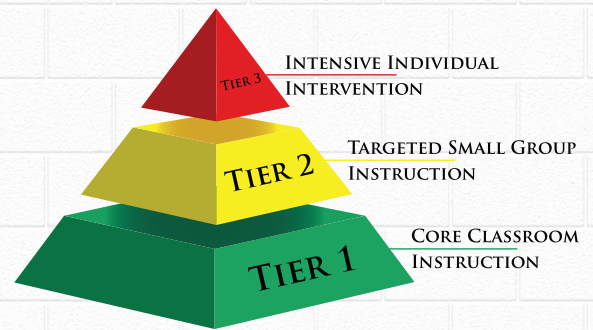 Tier 3
Intensive Individual
Intervention
Tier 2
Targeted Small Group
Instruction
Tier 1
Core Classroom
Instruction